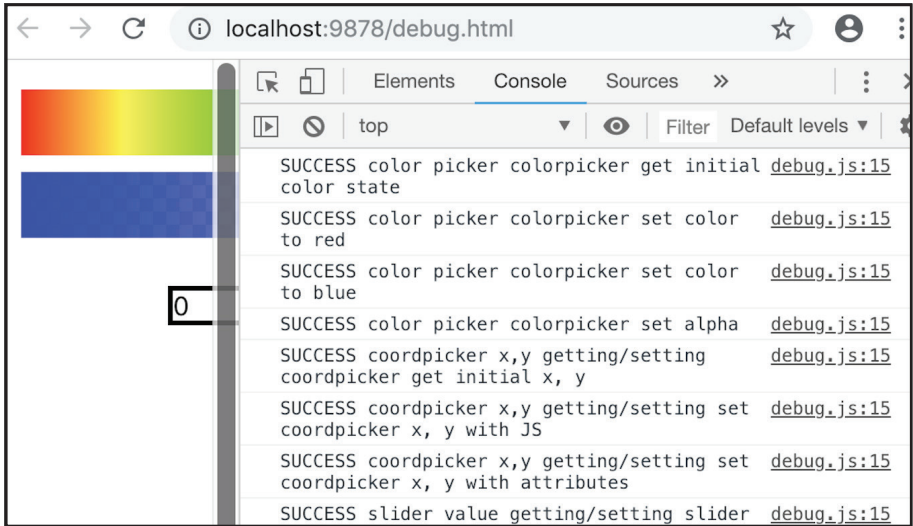 localhost:9878/debug.html
Elements Console Sources »
top Filter Default levels ▼
SUCCESS color picker colorpicker get initial debug.js:15
color state
SUCCESS color picker colorpicker set color debug.js:15
to red
SUCCESS color picker colorpicker set color debug.js:15
to blue
0
SUCCESS color picker colorpicker set alpha debug.js:15
SUCCESS coordpicker x,y getting/setting debug.js:15
coordpicker get initial x, y
SUCCESS coordpicker x,y getting/setting set debug.js:15
coordpicker x, y with JS
SUCCESS coordpicker x,y getting/setting set debug.js:15
coordpicker x, y with attributes
SUCCESS slider value getting/setting slider debug.js:15